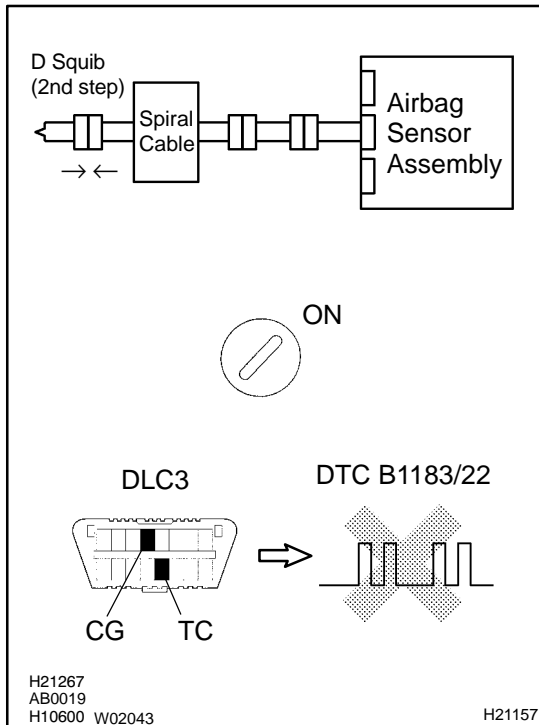 D Squib
(2nd step)
Spiral
Cable
Airbag
Sensor
Assembly
ON
DLC3
DTC B1183/22
CG
TC
H21267
AB0019
H10600 W02043
H21157